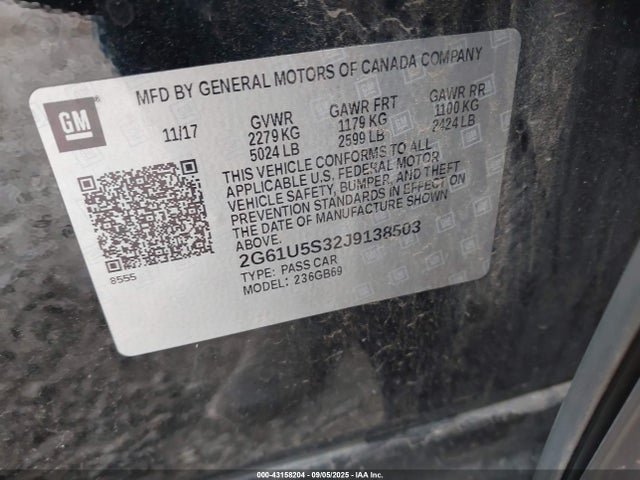 MFD BY GENERAL MOTORS OF CANADA COMPANY
GM
11/17
GVWR
2279 KG
5024 LB
GAWR FRT
1179 KG
2599 LB
GAWR RR
1100 KG
2424 LB
THIS VEHICLE CONFORMS TO ALL
APPLICABLE U.S. FEDERAL MOTOR
VEHICLE SAFETY, BUMPER, AND THEFT
PREVENTION STANDARDS IN EFFECT ON
THE DATE OF MANUFACTURE SHOWN
ABOVE.
2G61U5S32J9138503
TYPE: PASS CAR
MODEL: 236GB69
8555
000-43158204 - 09/05/2025 - IAA Inc.